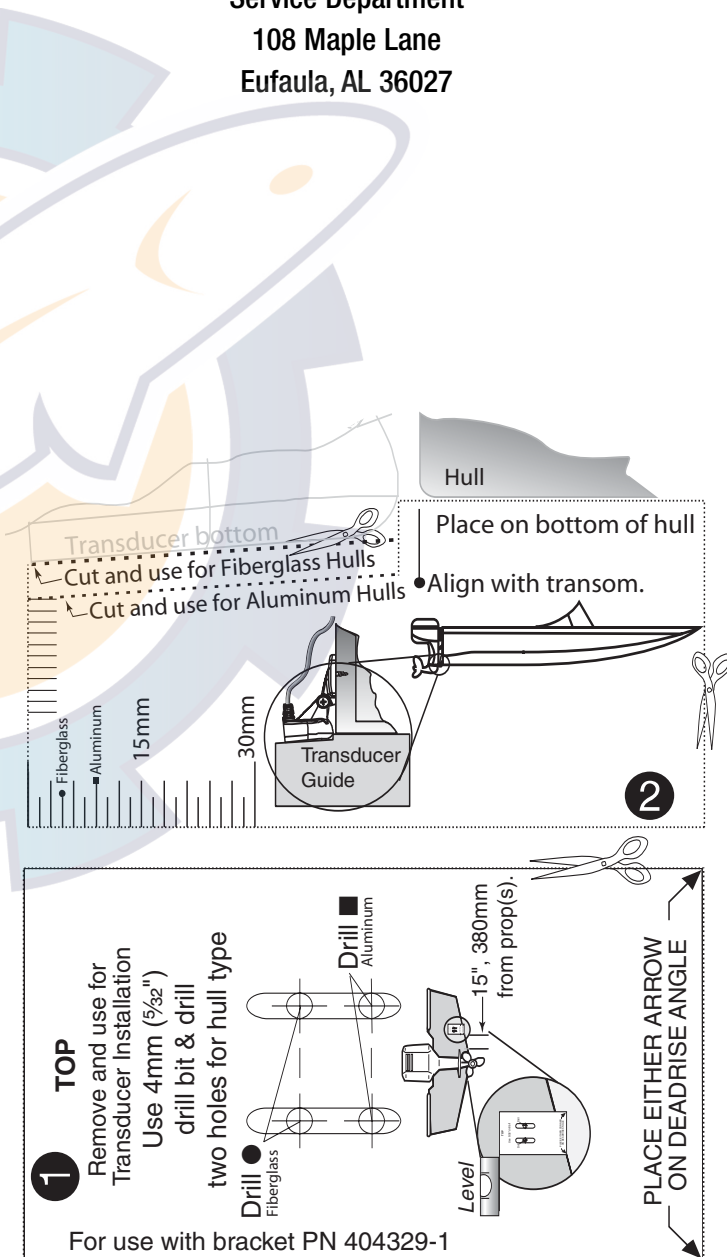 Service Department
108 Maple Lane
Eufaula, AL 36027
Hull
Transducer bottom
Cut and use for Fiberglass Hulls
Cut and use for Aluminum Hulls
Place on bottom of hull
Align with transom.
Fiberglass
Aluminum
15mm
30mm
Transducer
Guide
2
1
TOP
Remove and use for
Transducer Installation
Use 4mm (5/32")
drill bit & drill
two holes for hull type
Drill
Fiberglass
Drill
Aluminum
15", 380mm
from prop(s).
Level
PLACE EITHER ARROW
ON DEADRISE ANGLE
For use with bracket PN 404329-1